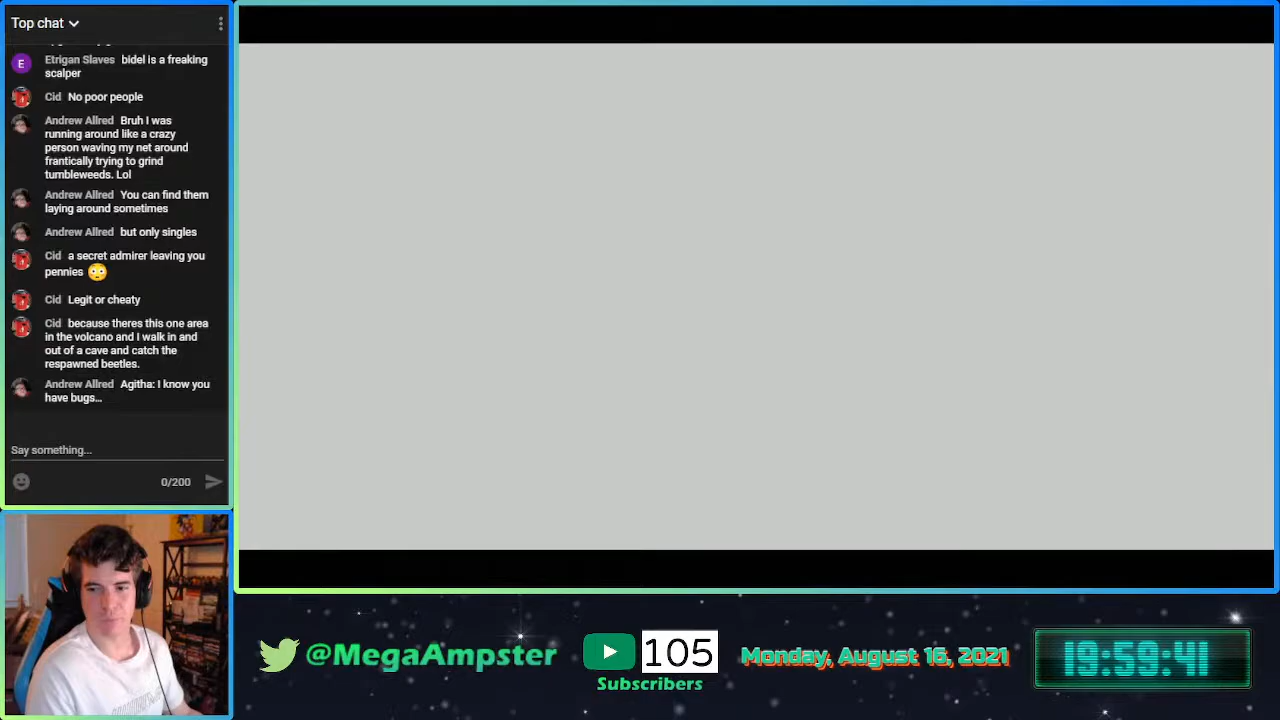 Top chat
E
Etrigan Slaves bidel is a freaking
scalper
Cid No poor people
Andrew Allred Bruh I was
running around like a crazy
person waving my net around
frantically trying to grind
tumbleweeds. Lol
Andrew Allred You can find them
laying around sometimes
Andrew Allred but only singles
Cid a secret admirer leaving you
pennies
Cid Legit or cheaty
Cid because theres this one area
in the volcano and I walk in and
out of a cave and catch the
respawned beetles.
Andrew Allred Agitha: I know you
have bugs...
Say something...
0/200
@MegaAmpster
105
Subscribers
Monday, August 16, 2021
19:59:41